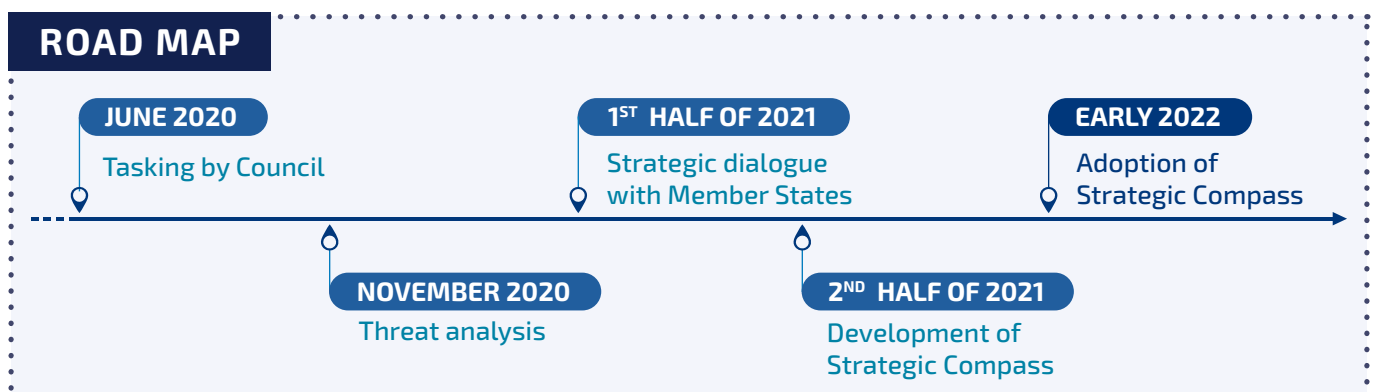 ROAD MAP
JUNE 2020
Tasking by Council
NOVEMBER 2020
Threat analysis
1ST HALF OF 2021
Strategic dialogue
with Member States
2ND HALF OF 2021
Development of
Strategic Compass
EARLY 2022
Adoption of
Strategic Compass